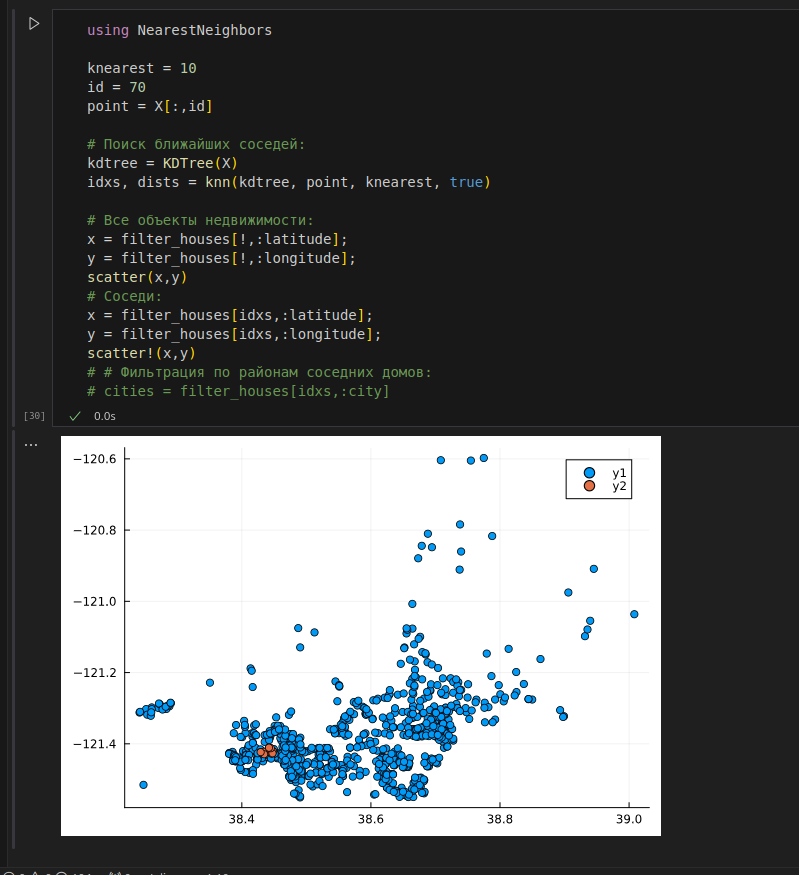 using NearestNeighbors
knearest = 10
id = 70
point = X[:,id]
# Поиск ближайших соседей:
kdtree = KDTree(X)
idxs, dists = knn(kdtree, point, knearest, true)
# Все объекты недвижимости:
x = filter_houses[!,:latitude];
y = filter_houses[!,:longitude];
scatter(x,y)
# Соседи:
x = filter_houses[idxs,:latitude];
y = filter_houses[idxs,:longitude];
scatter!(x,y)
# # Фильтрация по районам соседних домов:
# cities = filter_houses[idxs,:city]
[30] 0.0s
...
−120.6
y1
y2
−120.8
−121.0
−121.2
−121.4
38.4 38.6 38.8 39.0